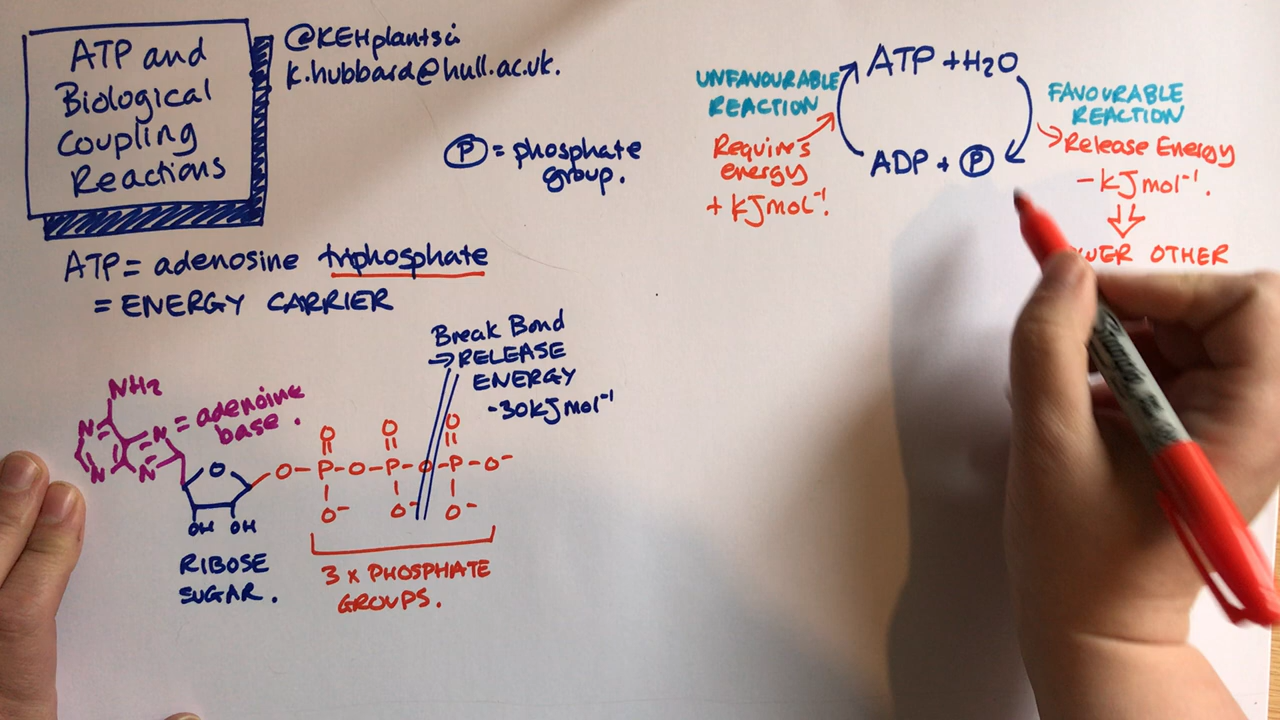 ATP and
Biological
Coupling
Reactions
@KEHplantsci
k.hubbard@hull.ac.uk.
P = phosphate
group.
ATP = adenosine triphosphate
= ENERGY CARRIER
Break Bond
→ RELEASE
ENERGY
-30kJmol⁻¹
NH2
N
N
N
N
= adenoine
base.
O
OH OH
RIBOSE
SUGAR.
O O O
O-P-O-P-O-P-O⁻
O⁻ O⁻ O⁻
3 x PHOSPHATE
GROUPS.
UNFAVOURABLE
REACTION
Requires
energy
+ kJmol⁻¹.
ATP + H2O
ADP + P
FAVOURABLE
REACTION
Release Energy
- kJmol⁻¹.
OTHER